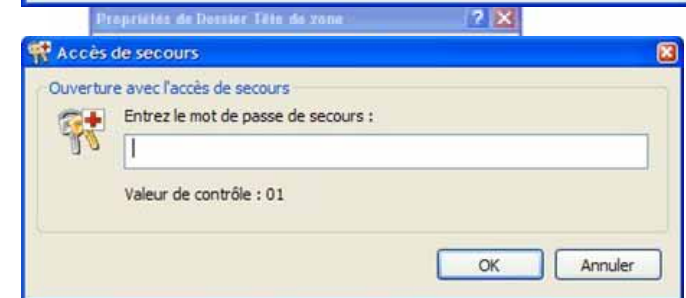 Propriétés de Dossier Tête de zone
Accès de secours
Ouverture avec l'accès de secours
Entrez le mot de passe de secours :
Valeur de contrôle : 01
OK
Annuler